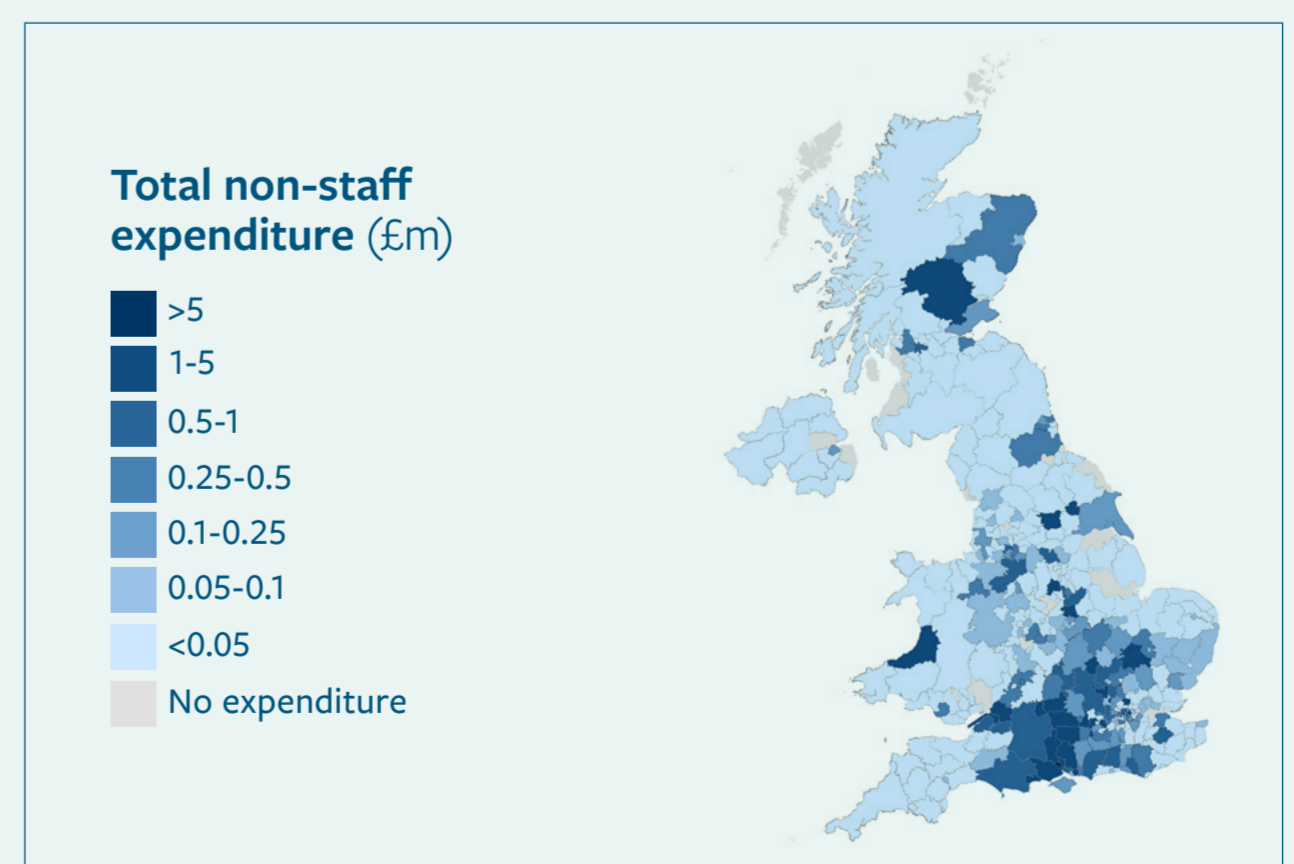 Total non-staff
expenditure (£m)
>5
1-5
0.5-1
0.25-0.5
0.1-0.25
0.05-0.1
<0.05
No expenditure